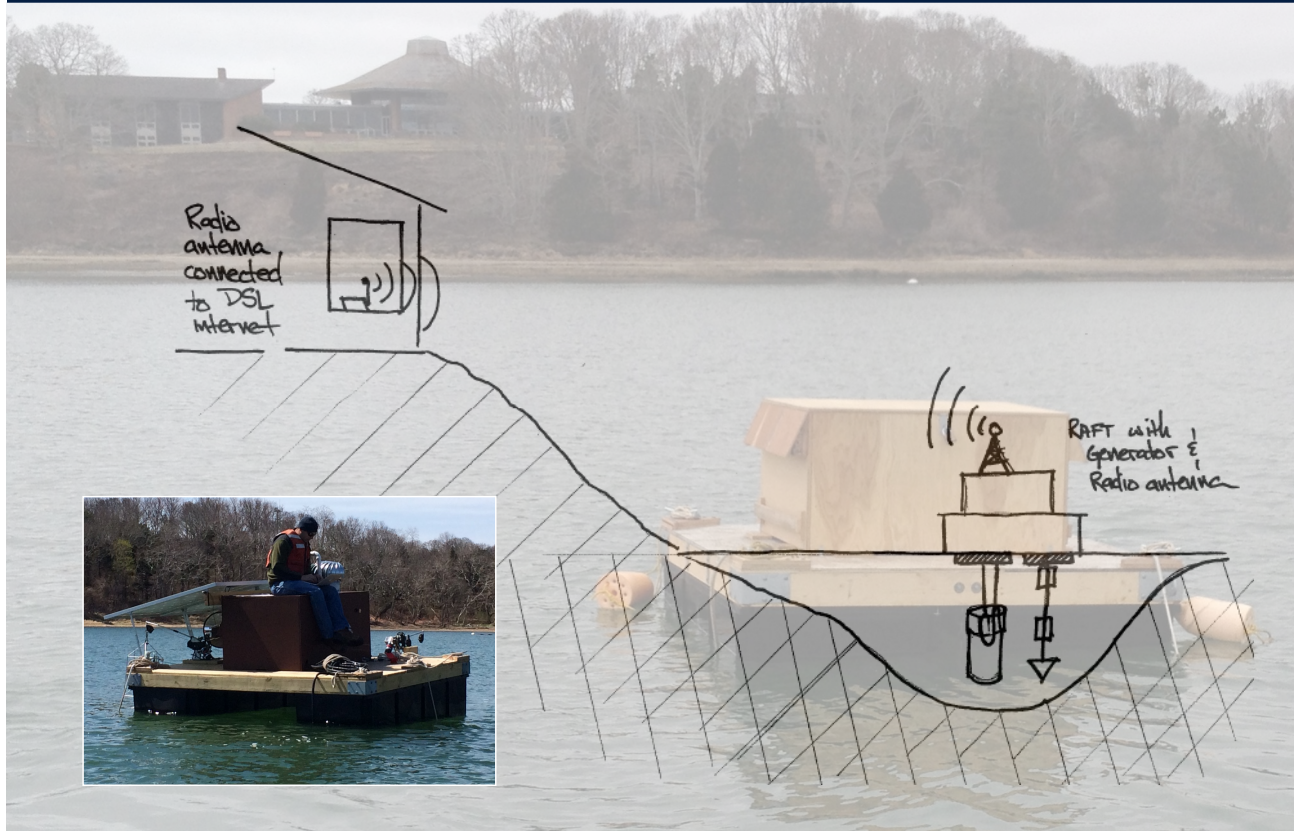 Radio
antenna
connected
to DSL
internet
RAFT with
Generator &
Radio antenna